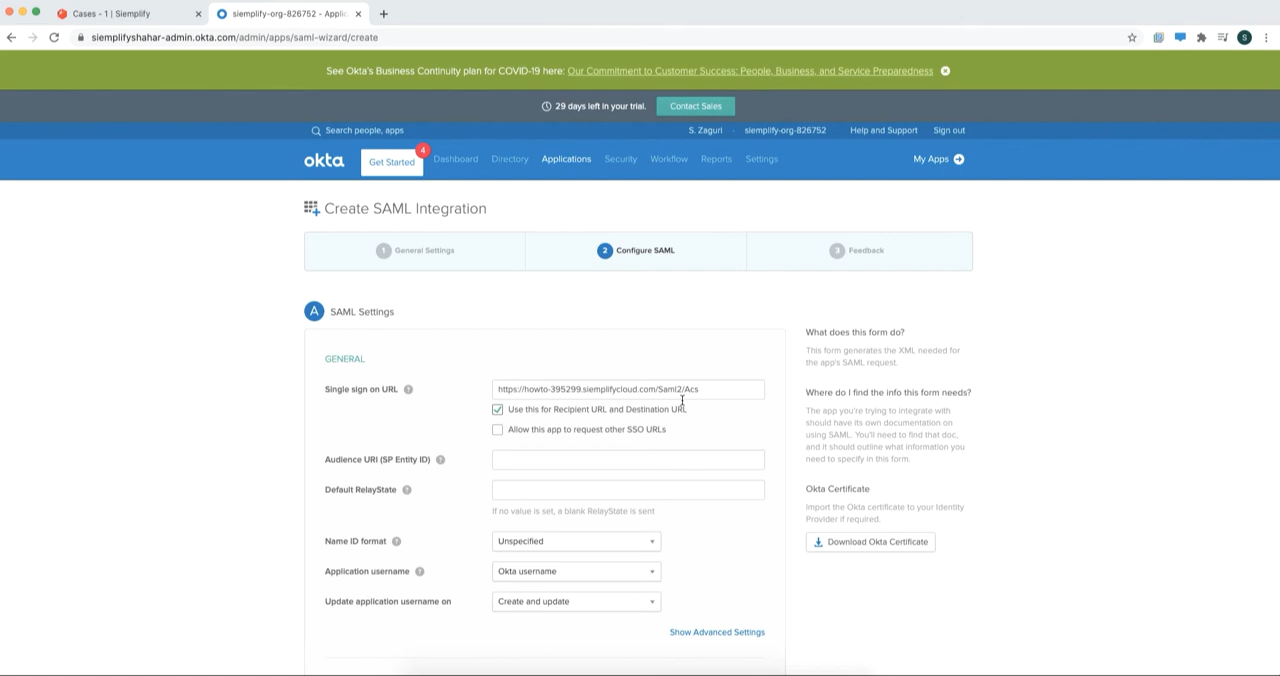 Cases - 1 | Siemplify
siemplify-org-826752 - Applic
siemplifyshahar-admin.okta.com/admin/apps/saml-wizard/create
S
See Okta's Business Continuity plan for COVID-19 here: Our Commitment to Customer Success: People, Business, and Service Preparedness
29 days left in your trial.
Contact Sales
Search people, apps
S. Zaguri · siemplify-org-826752
Help and Support
Sign out
okta
Get Started
4
Dashboard
Directory
Applications
Security
Workflow
Reports
Settings
My Apps
Create SAML Integration
1 General Settings
2 Configure SAML
3 Feedback
A SAML Settings
GENERAL
Single sign on URL ?
https://howto-395299.siemplifycloud.com/Saml2/Acs
Use this for Recipient URL and Destination URL
Allow this app to request other SSO URLs
Audience URI (SP Entity ID) ?
Default RelayState ?
If no value is set, a blank RelayState is sent
Name ID format ?
Unspecified
Application username ?
Okta username
Update application username on
Create and update
Show Advanced Settings
What does this form do?
This form generates the XML needed for
the app's SAML request.
Where do I find the info this form needs?
The app you're trying to integrate with
should have its own documentation on
using SAML. You'll need to find that doc,
and it should outline what information you
need to specify in this form.
Okta Certificate
Import the Okta certificate to your Identity
Provider if required.
Download Okta Certificate